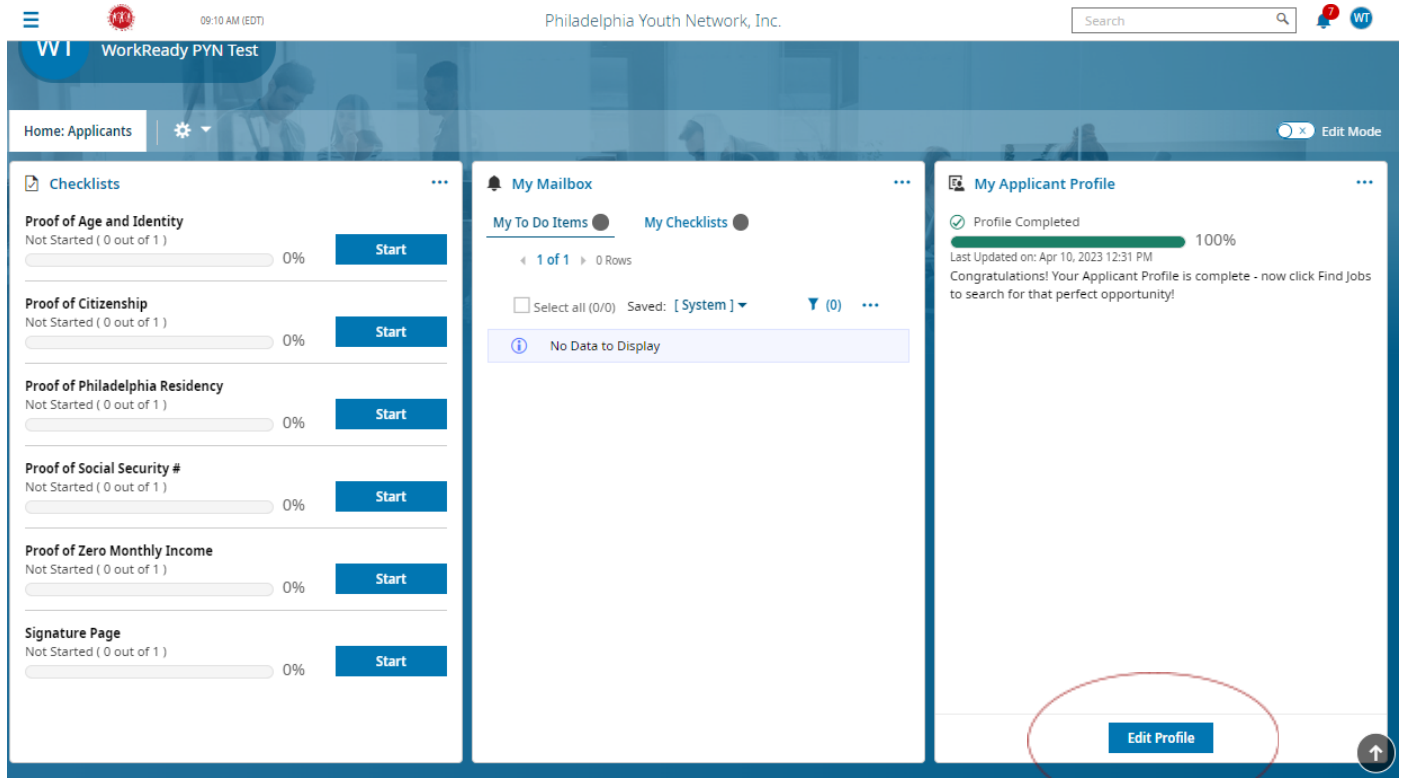 09:10 AM (EDT)
Philadelphia Youth Network, Inc.
Search
7
WT
WT
WorkReady PYN Test
Home: Applicants
Edit Mode
Checklists
Proof of Age and Identity
Not Started ( 0 out of 1 )
0%
Start
Proof of Citizenship
Not Started ( 0 out of 1 )
0%
Start
Proof of Philadelphia Residency
Not Started ( 0 out of 1 )
0%
Start
Proof of Social Security #
Not Started ( 0 out of 1 )
0%
Start
Proof of Zero Monthly Income
Not Started ( 0 out of 1 )
0%
Start
Signature Page
Not Started ( 0 out of 1 )
0%
Start
My Mailbox
My To Do Items
My Checklists
1 of 1
0 Rows
Select all (0/0) Saved: [ System ]
(0)
No Data to Display
My Applicant Profile
Profile Completed
100%
Last Updated on: Apr 10, 2023 12:31 PM
Congratulations! Your Applicant Profile is complete - now click Find Jobs
to search for that perfect opportunity!
Edit Profile